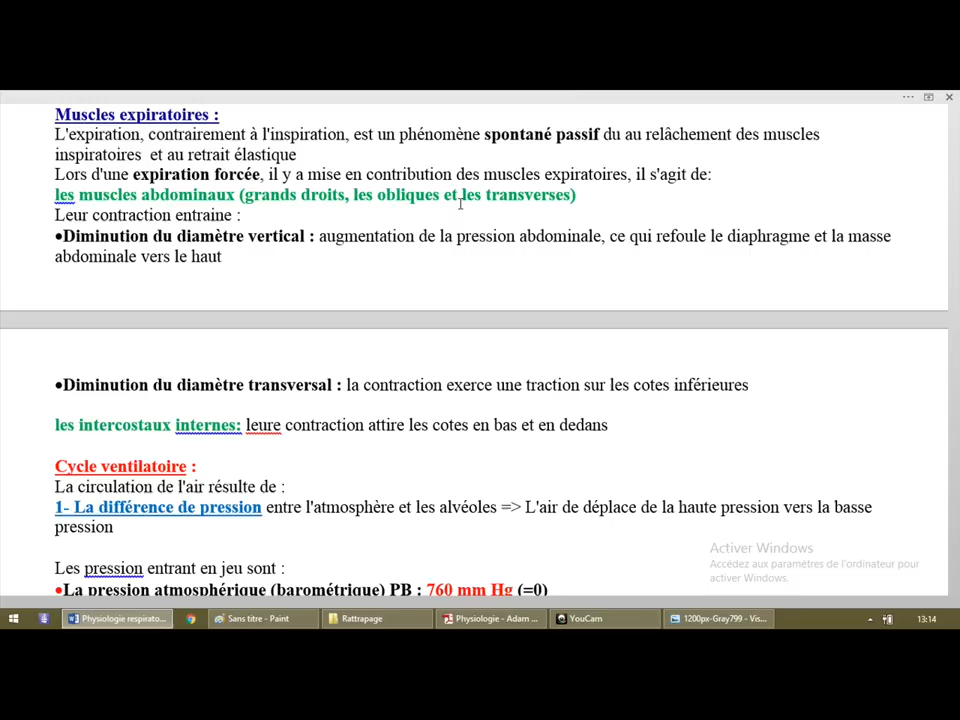 Muscles expiratoires :
L'expiration, contrairement à l'inspiration, est un phénomène spontané passif du au relâchement des muscles
inspiratoires et au retrait élastique
Lors d'une expiration forcée, il y a mise en contribution des muscles expiratoires, il s'agit de:
les muscles abdominaux (grands droits, les obliques et les transverses)
Leur contraction entraine :
•Diminution du diamètre vertical : augmentation de la pression abdominale, ce qui refoule le diaphragme et la masse
abdominale vers le haut
•Diminution du diamètre transversal : la contraction exerce une traction sur les cotes inférieures
les intercostaux internes: leure contraction attire les cotes en bas et en dedans
Cycle ventilatoire :
La circulation de l'air résulte de :
1- La différence de pression entre l'atmosphère et les alvéoles => L'air de déplace de la haute pression vers la basse
pression
Les pression entrant en jeu sont :
•La pression atmosphérique (barométrique) PB : 760 mm Hg (=0)
Activer Windows
Accédez aux paramètres de l'ordinateur pour
activer Windows.
Physiologie respirato... Sans titre - Paint Rattrapage Physiologie - Adam ... YouCam 1200px-Gray799 - Vis... 13:14